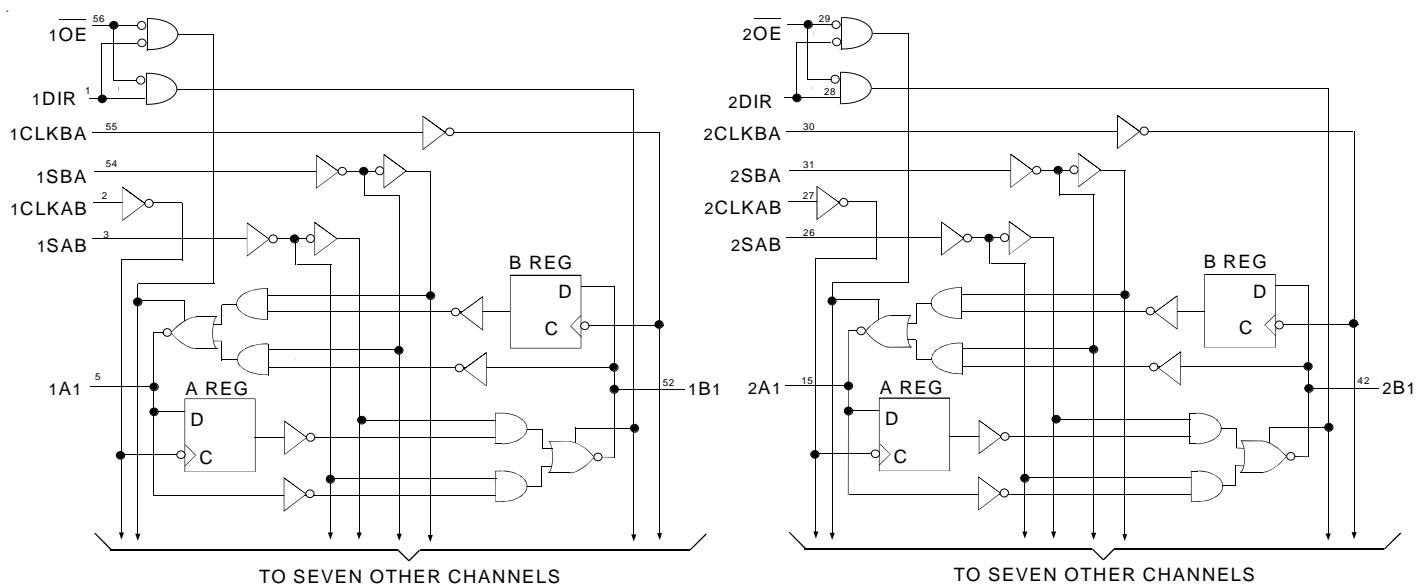 1OE 56
1DIR 1
1CLKBA 55
1SBA 54
1CLKAB 2
1SAB 3
B REG
D
C
1A1 5
A REG
D
C
52 1B1
TO SEVEN OTHER CHANNELS
2OE 29
2DIR 28
2CLKBA 30
2SBA 31
2CLKAB 27
2SAB 26
B REG
D
C
2A1 15
A REG
D
C
42 2B1
TO SEVEN OTHER CHANNELS